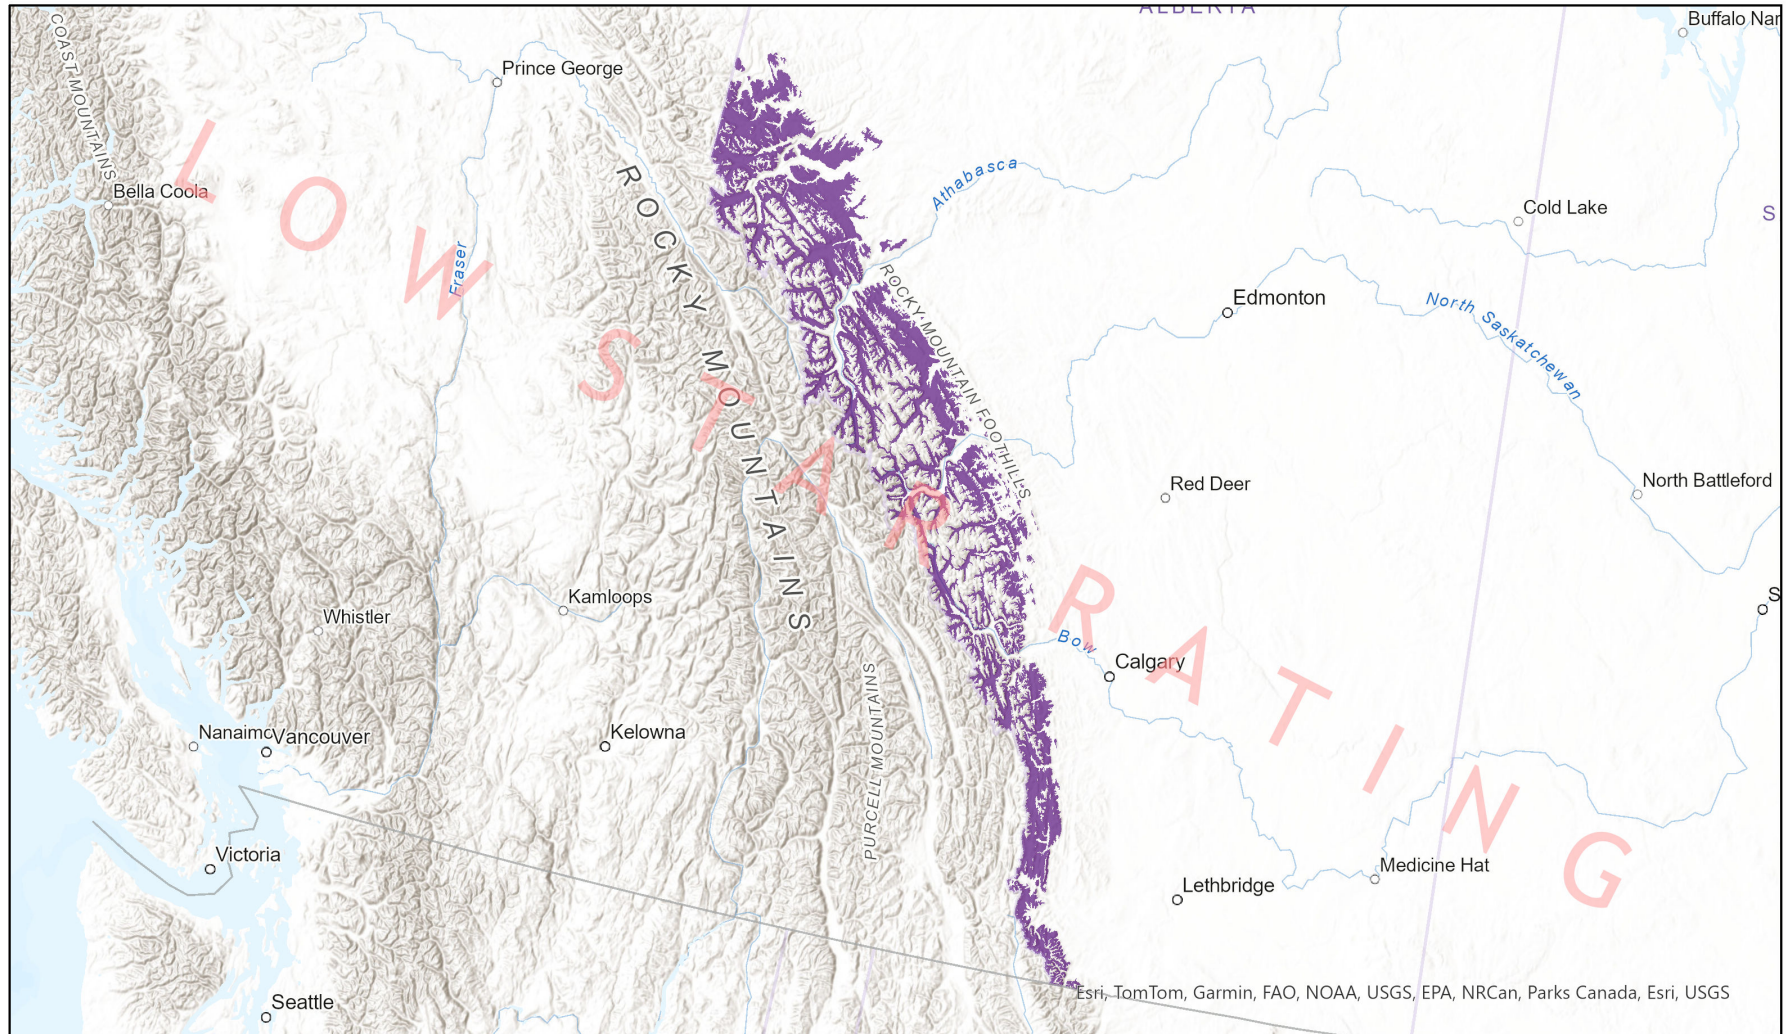 ALBERTA
Buffalo Nar
COAST MOUNTAINS
Prince George
Bella Coola
Athabasca
Cold Lake
S
Fraser
ROCKY MOUNTAINS
ROCKY MOUNTAIN FOOTHILLS
Edmonton
North Saskatchewan
Red Deer
North Battleford
Kamloops
Whistler
S
Bow
Calgary
PURCELL MOUNTAINS
Nanaimo
Vancouver
Kelowna
Victoria
Lethbridge
Medicine Hat
Seattle
LOW STAR RATING
Esri, TomTom, Garmin, FAO, NOAA, USGS, EPA, NRCan, Parks Canada, Esri, USGS